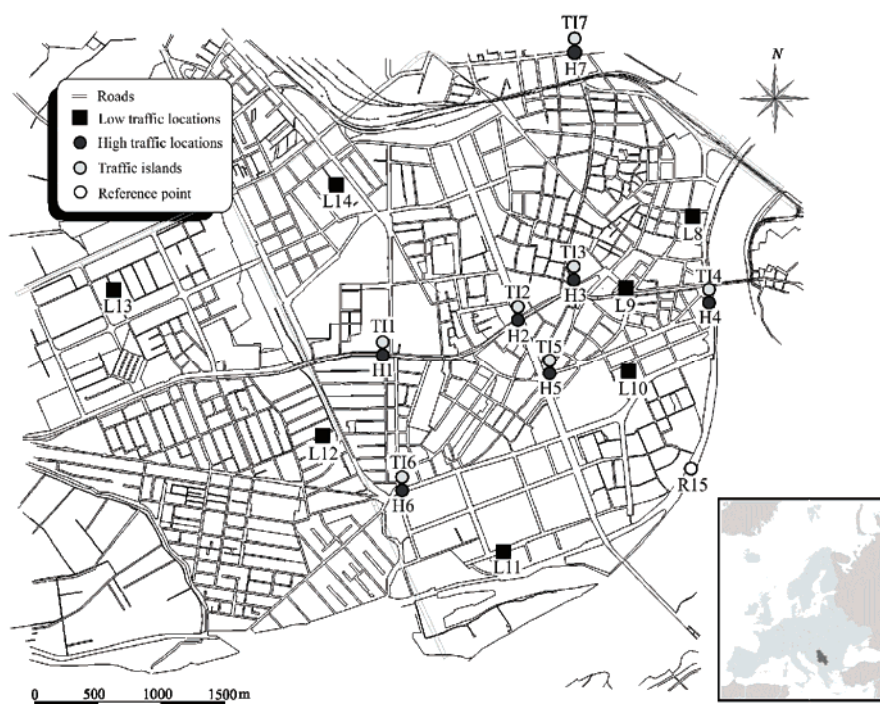 TI7
H7
N
A
Roads
Low traffic locations
High traffic locations
Traffic islands
Reference point
L14
L8
L13
TI3
H3
L9
TI4
H4
TI2
H2
TI1
H1
TI5
H5
L10
L12
TI6
H6
R15
L11
0 500 1000 1500 m